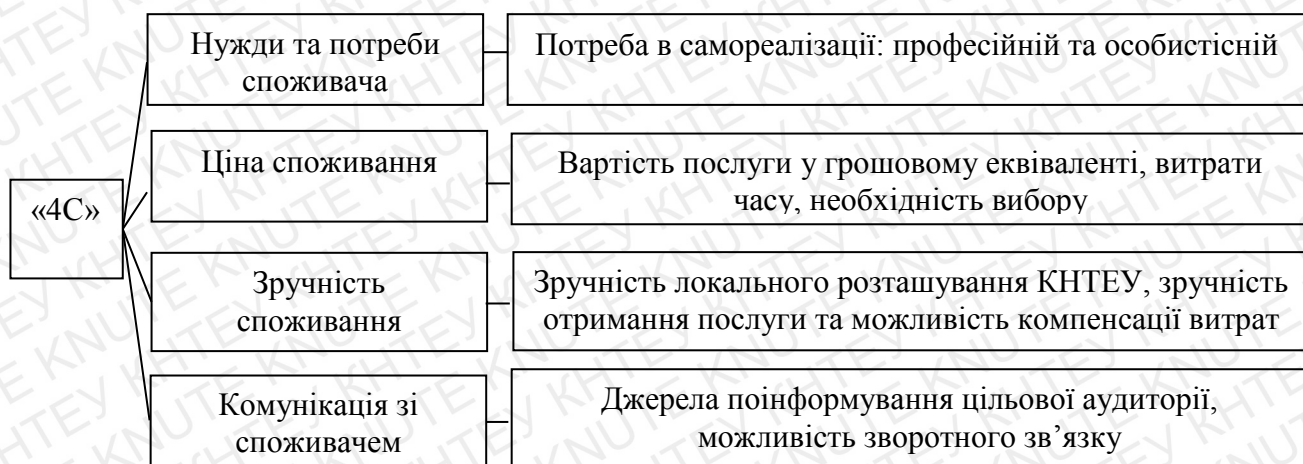 «4С»
Нужди та потреби
споживача
Потреба в самореалізації: професійній та особистісній
Ціна споживання
Вартість послуги у грошовому еквіваленті, витрати
часу, необхідність вибору
Зручність
споживання
Зручність локального розташування КНТЕУ, зручність
отримання послуги та можливість компенсації витрат
Комунікація зі
споживачем
Джерела поінформування цільової аудиторії,
можливість зворотного зв’язку